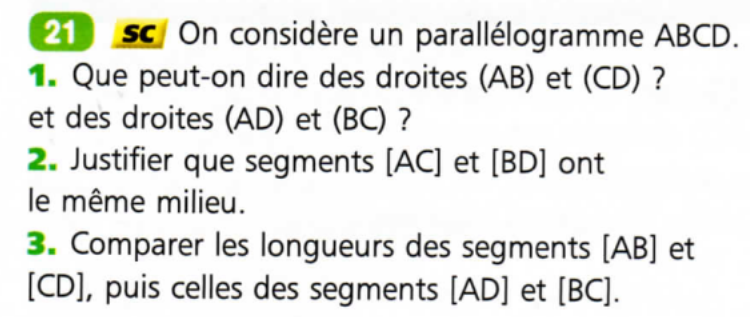 21 SC On considère un parallélogramme ABCD.
1. Que peut-on dire des droites (AB) et (CD) ?
et des droites (AD) et (BC) ?
2. Justifier que segments [AC] et [BD] ont
le même milieu.
3. Comparer les longueurs des segments [AB] et
[CD], puis celles des segments [AD] et [BC].